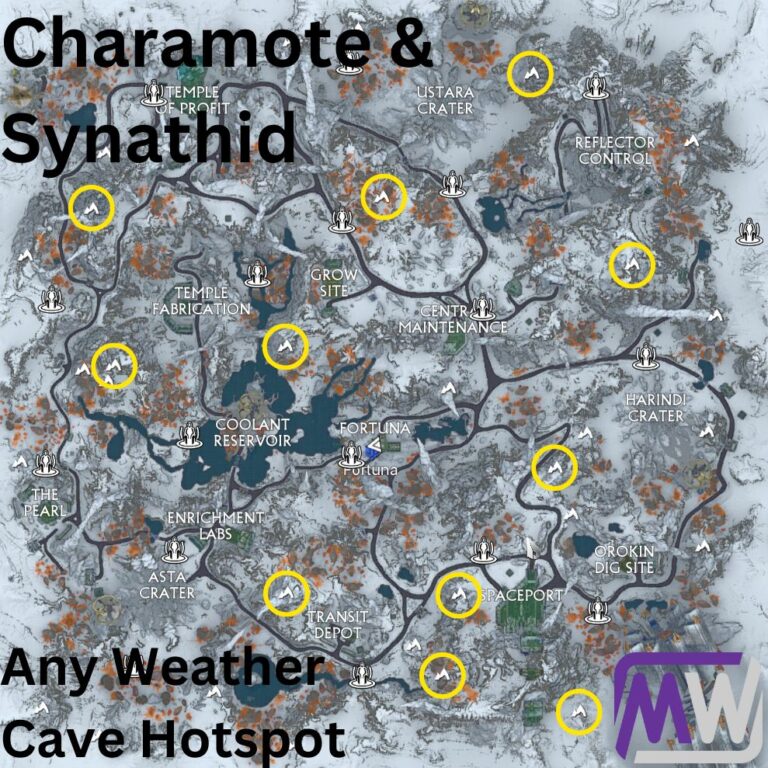 Charamote &
TEMPLE
OF PROFIT
USTARA
CRATER
Synathid
REFLECTOR
CONTROL
GROW
SITE
TEMPLE
FABRICATION
CENTR
MAINTENANCE
HARINDI
CRATER
COOLANT
RESERVOIR
FORTUNA
Fortuna
THE
PEARL
ENRICHMENT
LABS
OROKIN
DIG SITE
ASTA
CRATER
SPACEPORT
TRANSIT
DEPOT
Any Weather
Cave Hotspot
MW